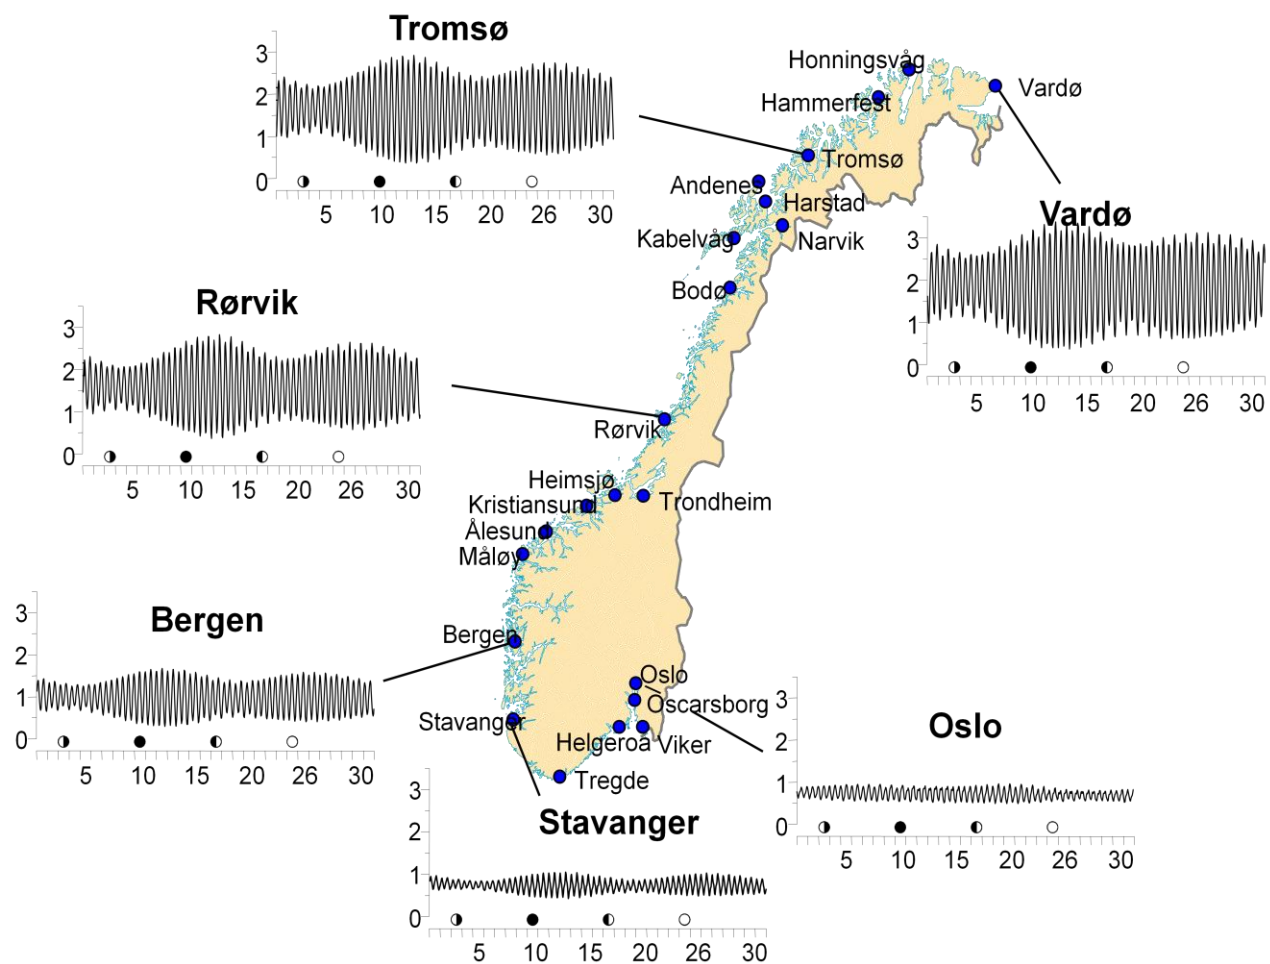 Tromsø
3
2
1
0
5 10 15 20 26 30
Honningsvåg
Hammerfest
Vardø
Tromsø
Andenes
Harstad
Kabelvåg
Narvik
Bodø
Vardø
3
2
1
0
5 10 15 20 26 30
Rørvik
3
2
1
0
5 10 15 20 26 30
Rørvik
Heimsjø
Kristiansund
Trondheim
Ålesund
Måløy
Bergen
3
2
1
0
5 10 15 20 26 30
Bergen
Stavanger
Oslo
Oscarsborg
Helgeroa
Viker
Tregde
Oslo
3
2
1
0
5 10 15 20 26 30
Stavanger
3
2
1
0
5 10 15 20 26 30